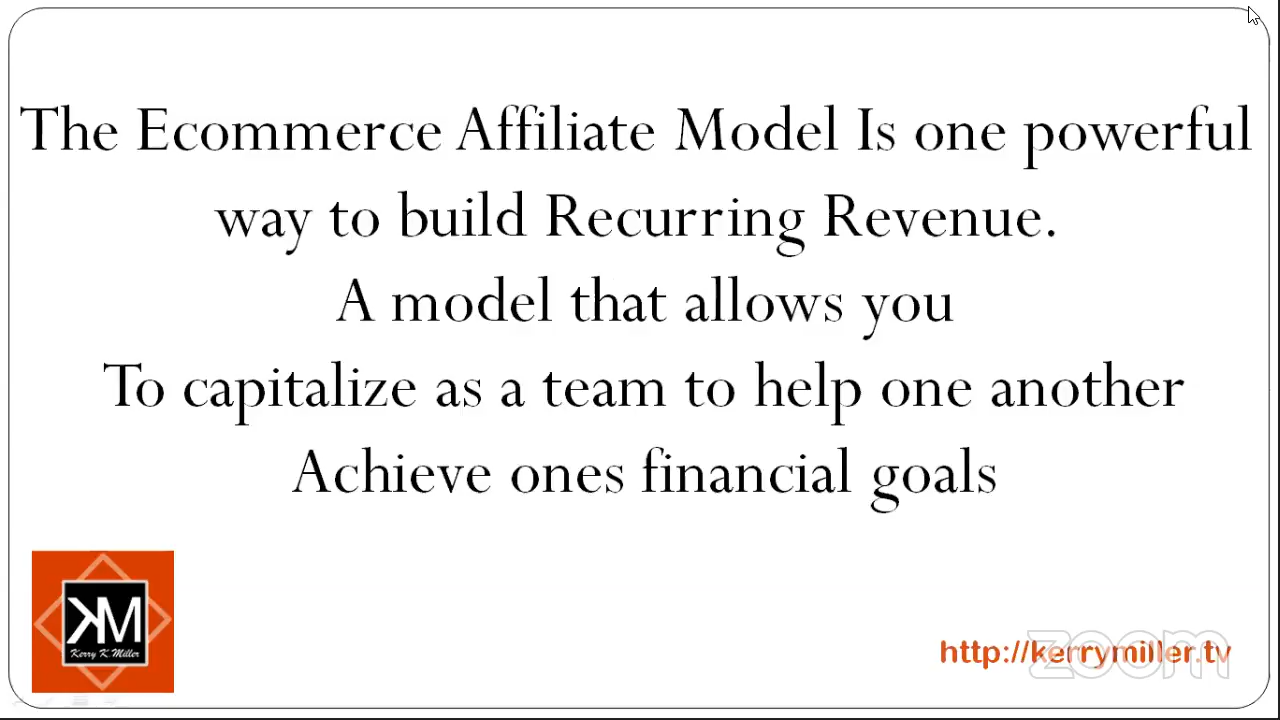 The Ecommerce Affiliate Model Is one powerful
way to build Recurring Revenue.
A model that allows you
To capitalize as a team to help one another
Achieve ones financial goals
KM
Kerry K. Miller
http://kerrymiller.tv
zoom